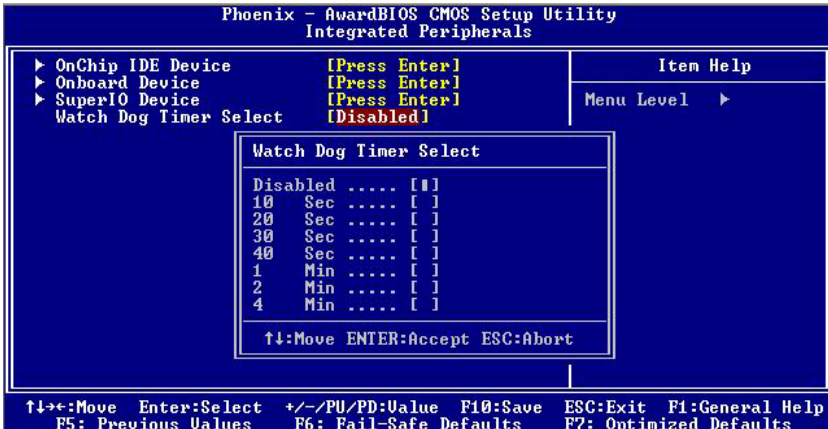 Phoenix - AwardBIOS CMOS Setup Utility
Integrated Peripherals
▶ OnChip IDE Device [Press Enter]
▶ Onboard Device [Press Enter]
▶ SuperIO Device [Press Enter]
Watch Dog Timer Select [Disabled]
Item Help
Menu Level ▶
Watch Dog Timer Select
Disabled ..... [■]
10 Sec ..... [ ]
20 Sec ..... [ ]
30 Sec ..... [ ]
40 Sec ..... [ ]
1 Min ..... [ ]
2 Min ..... [ ]
4 Min ..... [ ]
↑↓:Move ENTER:Accept ESC:Abort
↑↓→←:Move Enter:Select +/-/PU/PD:Value F10:Save ESC:Exit F1:General Help
F5: Previous Values F6: Fail-Safe Defaults F7: Optimized Defaults